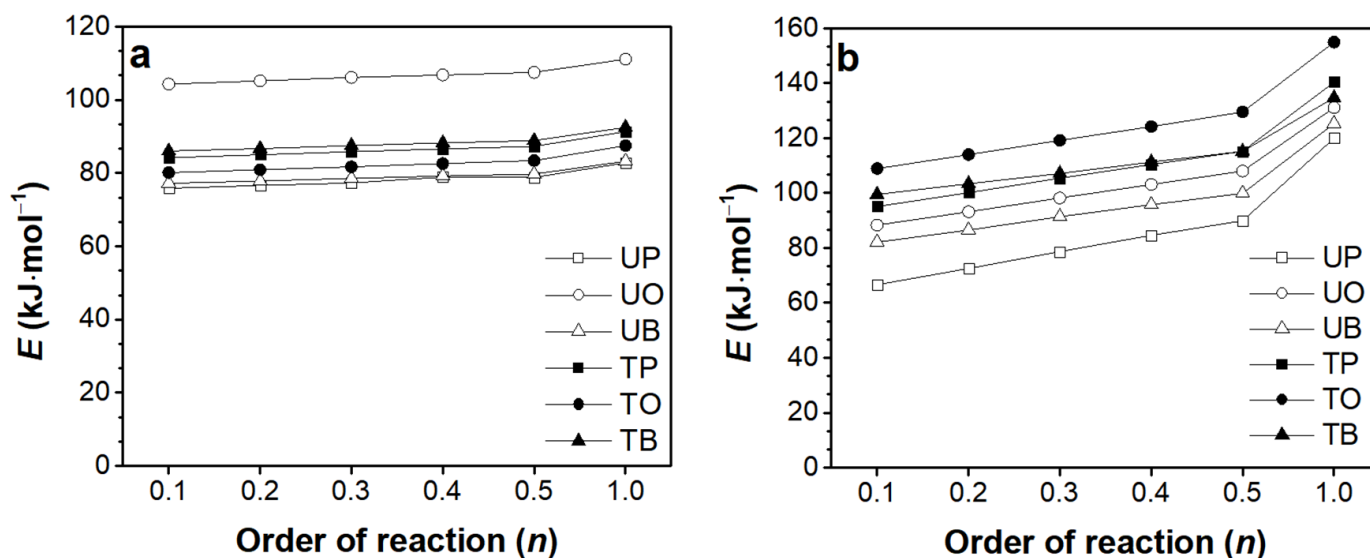 a
120
100
80
60
40
20
0
E (kJ·mol⁻¹)
0.1 0.2 0.3 0.4 0.5 1.0
Order of reaction (n)
UP
UO
UB
TP
TO
TB
b
160
140
120
100
80
60
40
20
0
E (kJ·mol⁻¹)
0.1 0.2 0.3 0.4 0.5 1.0
Order of reaction (n)
UP
UO
UB
TP
TO
TB